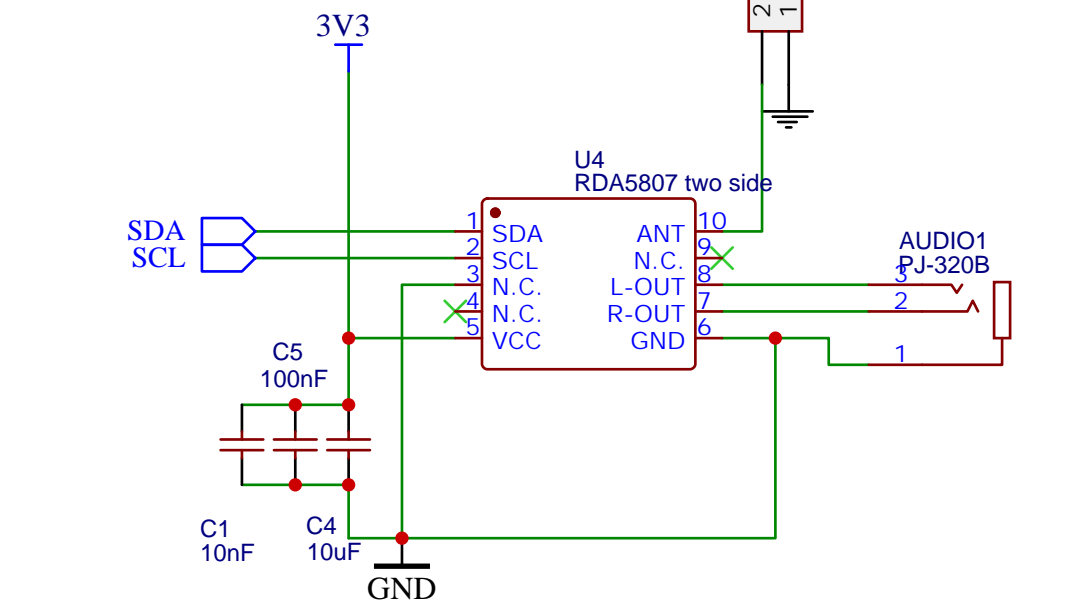 3V3
2
1
U4
RDA5807 two side
SDA
SCL
1
2
3
4
5
SDA
SCL
N.C.
N.C.
VCC
ANT
N.C.
L-OUT
R-OUT
GND
10
9
8
7
6
AUDIO1
PJ-320B
3
2
1
C5
100nF
C1
10nF
C4
10uF
GND